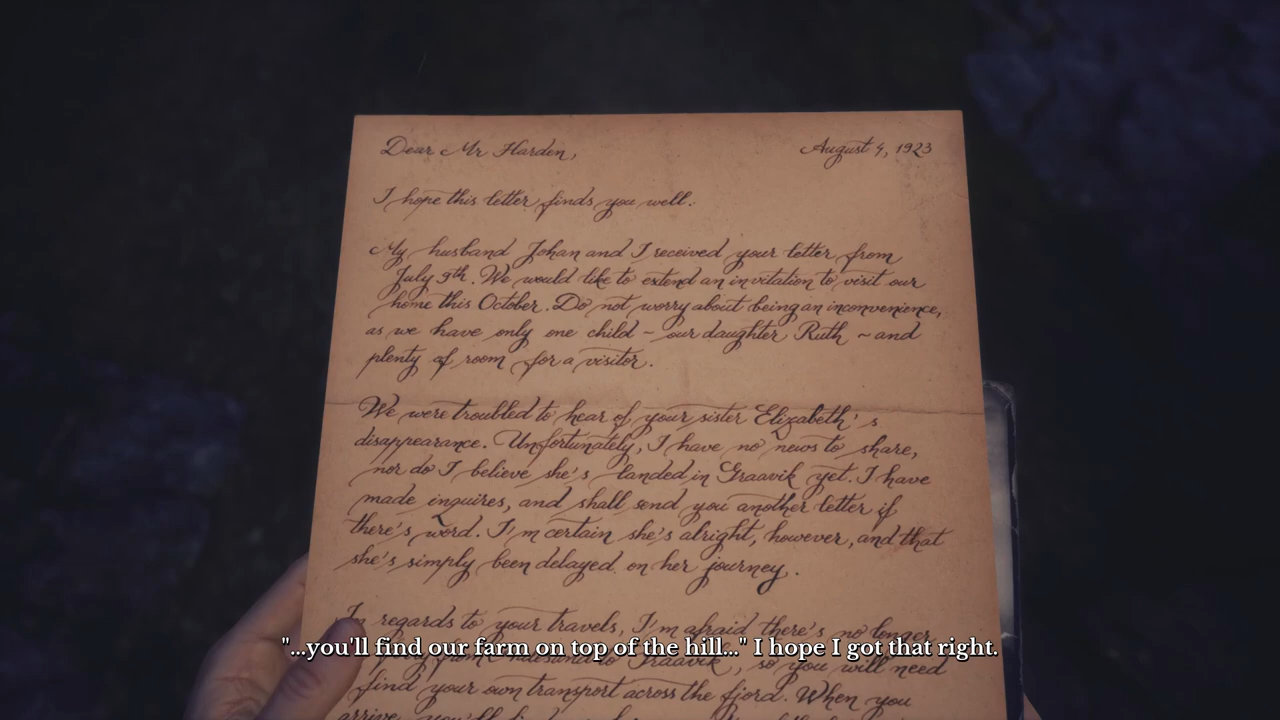 Dear Mr Harden,
August 4, 1923
I hope this letter finds you well.
My husband Johan and I received your letter from
July 9th. We would like to extend an invitation to visit our
home this October. Do not worry about being an inconvenience,
as we have only one child ~ our daughter Ruth ~ and
plenty of room for a visitor.
We were troubled to hear of your sister Elizabeth's
disappearance. Unfortunately, I have no news to share,
nor do I believe she's landed in Graavik yet. I have
made inquires, and shall send you another letter if
there's word. I'm certain she's alright, however, and that
she's simply been delayed on her journey.
In regards to your travels, I'm afraid there's no longer
"...you'll find our farm on top of the hill..." I hope I got that right.
ferry from Graavik, so you will need
find your own transport across the fjord. When you
arrive, you'll